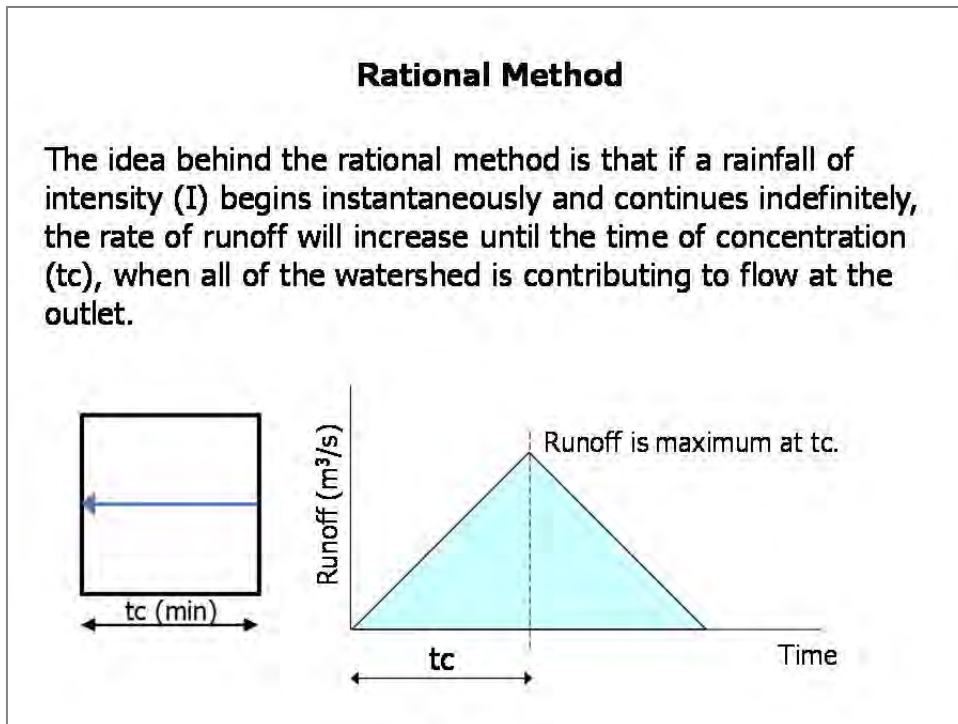 Rational Method
The idea behind the rational method is that if a rainfall of
intensity (I) begins instantaneously and continues indefinitely,
the rate of runoff will increase until the time of concentration
(tc), when all of the watershed is contributing to flow at the
outlet.
tc (min)
Runoff (m³/s)
Runoff is maximum at tc.
tc
Time